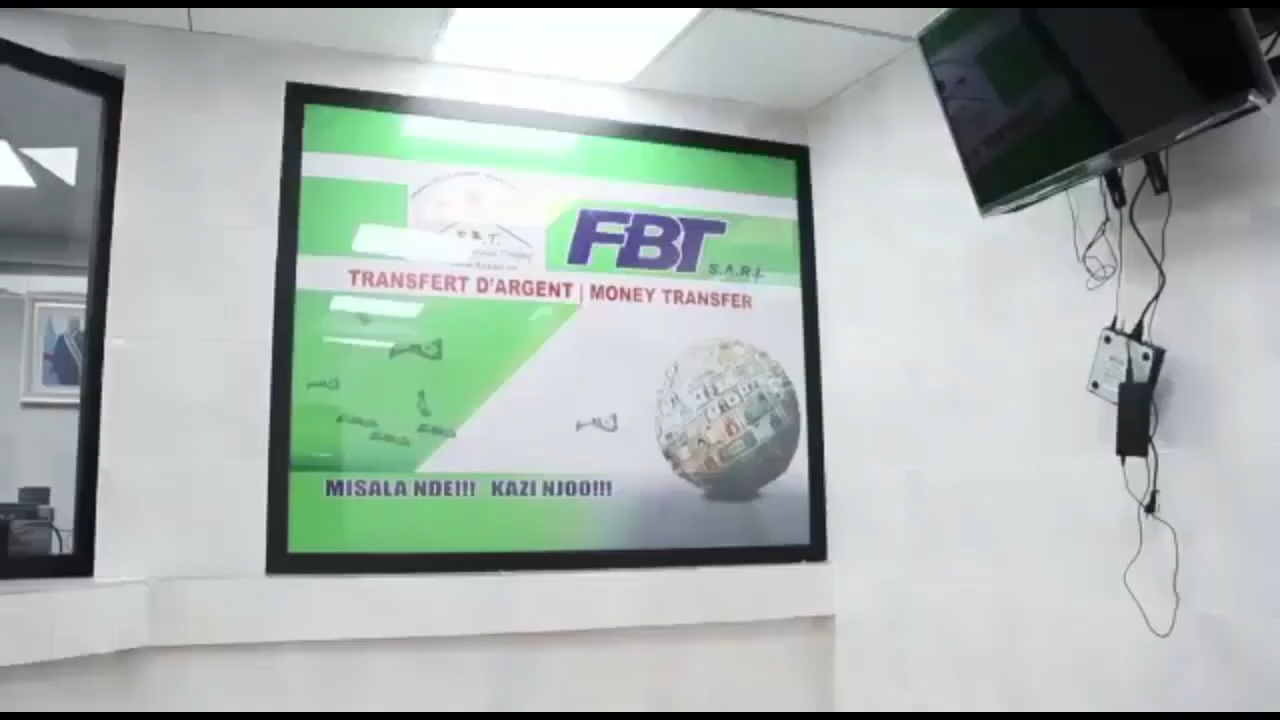 FBT
S.A.R.L
TRANSFERT D'ARGENT | MONEY TRANSFER
MISALA NDE!!! KAZI NJOO!!!